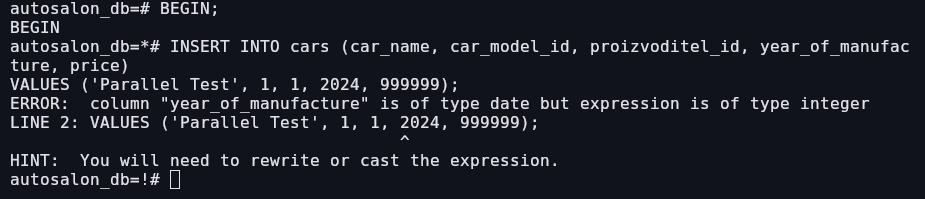 autosalon_db=# BEGIN;
BEGIN
autosalon_db=*# INSERT INTO cars (car_name, car_model_id, proizvoditel_id, year_of_manufac
ture, price)
VALUES ('Parallel Test', 1, 1, 2024, 999999);
ERROR:  column "year_of_manufacture" is of type date but expression is of type integer
LINE 2: VALUES ('Parallel Test', 1, 1, 2024, 999999);
                                       ^
HINT:  You will need to rewrite or cast the expression.
autosalon_db=!#